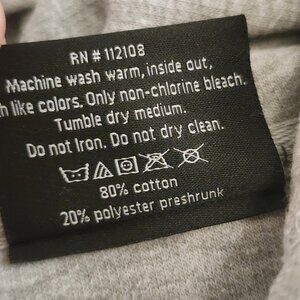 RN # 112108
Machine wash warm, inside out,
like colors. Only non-chlorine bleach.
Tumble dry medium.
Do not Iron. Do not dry clean.
80% cotton
20% polyester preshrunk